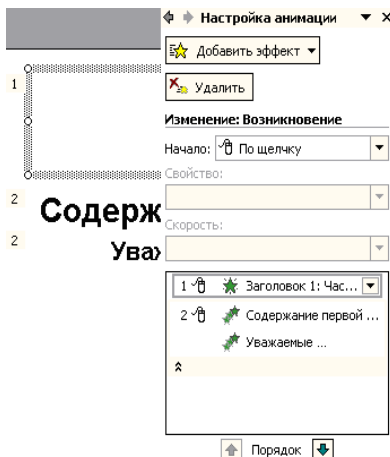 Настройка анимации
Добавить эффект
1
Удалить
Изменение: Возникновение
Начало: По щелчку
Свойство:
2
Содерж
Скорость:
2
Ува
1 Заголовок 1: Час...
2 Содержание первой ...
Уважаемые ...
Порядок